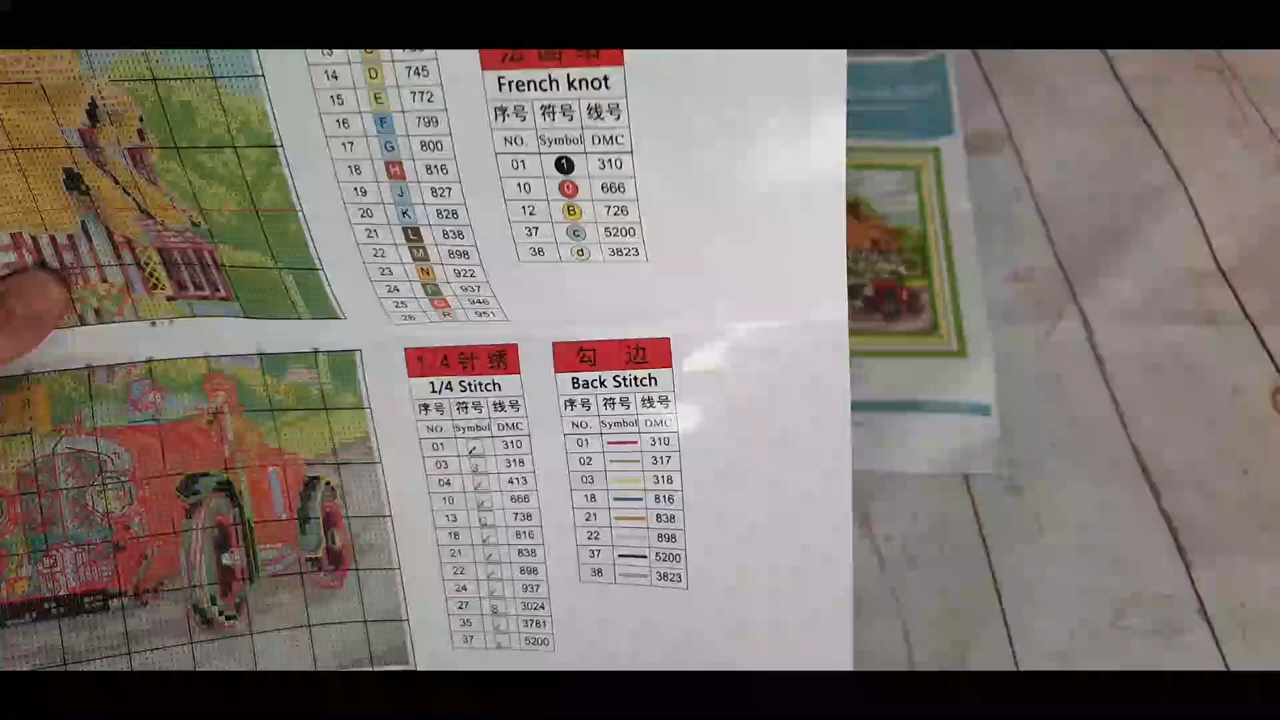 14 D 745
15 E 772
16 F 799
17 G 800
18 H 816
19 J 827
20 K 828
21 L 838
22 M 898
23 N 922
24 937
25 946
26 R 951
French knot
序号 符号 线号
NO. Symbol DMC
01 1 310
10 0 666
12 B 726
37 c 5200
38 d 3823
1/4 针 绣
1/4 Stitch
序号 符号 线号
NO. Symbol DMC
01 310
03 318
04 413
10 666
13 738
18 816
21 838
22 898
24 937
27 3024
35 3781
37 5200
勾 边
Back Stitch
序号 符号 线号
NO. Symbol DMC
01 310
02 317
03 318
18 816
21 838
22 898
37 5200
38 3823